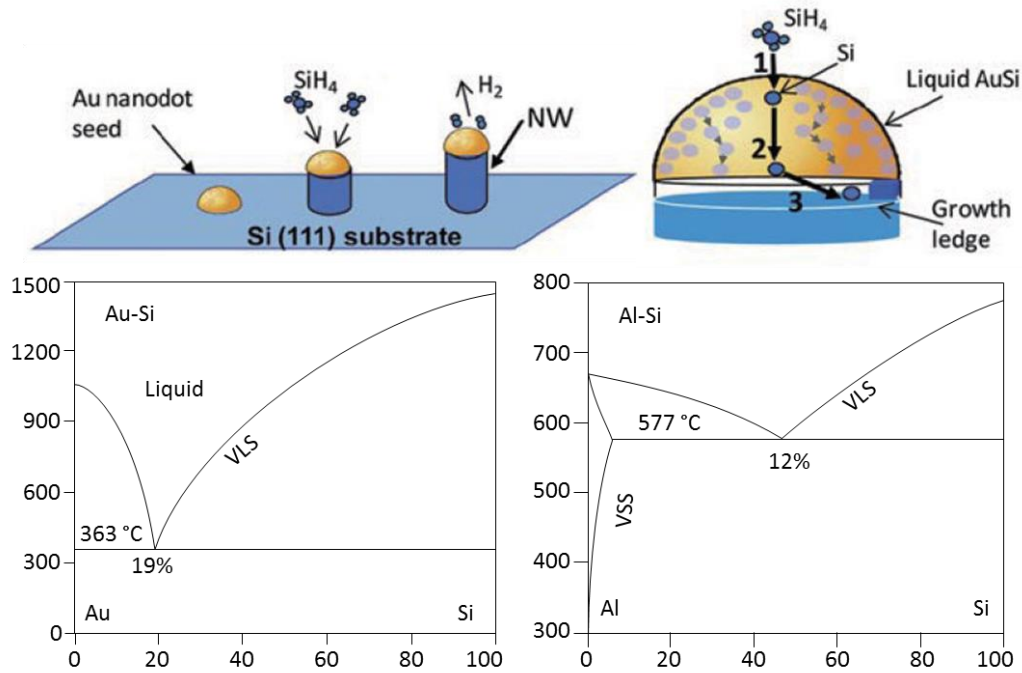 SiH₄
Si
1
Liquid AuSi
2
3
Growth
ledge
Au nanodot
seed
SiH₄
H₂
NW
Si (111) substrate
1500
1200
900
600
300
0
Au-Si
Liquid
VLS
363 °C
19%
Au
Si
0 20 40 60 80 100
800
700
600
500
400
300
Al-Si
VLS
577 °C
12%
VSS
Al
Si
0 20 40 60 80 100